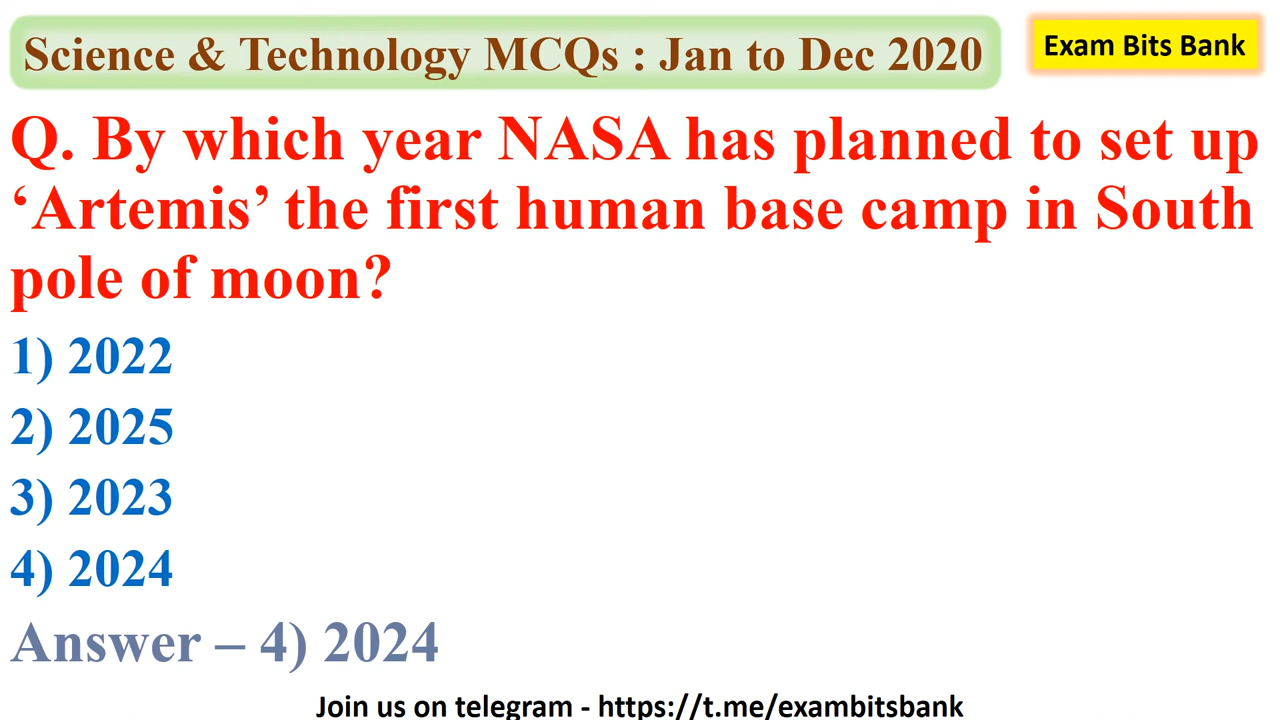 Science & Technology MCQs : Jan to Dec 2020
Exam Bits Bank
Q. By which year NASA has planned to set up
‘Artemis’ the first human base camp in South
pole of moon?
1) 2022
2) 2025
3) 2023
4) 2024
Answer – 4) 2024
Join us on telegram - https://t.me/exambitsbank